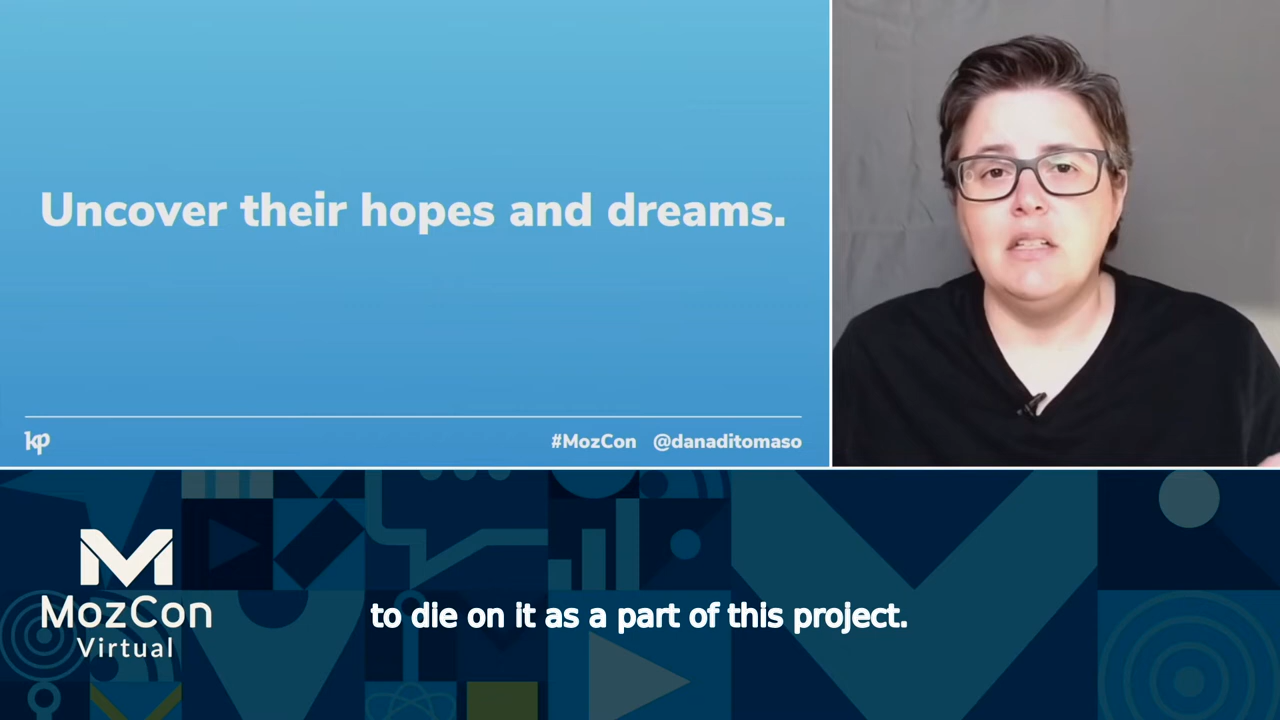 Uncover their hopes and dreams.
kp
#MozCon @danaditomaso
M
MozCon
Virtual
to die on it as a part of this project.